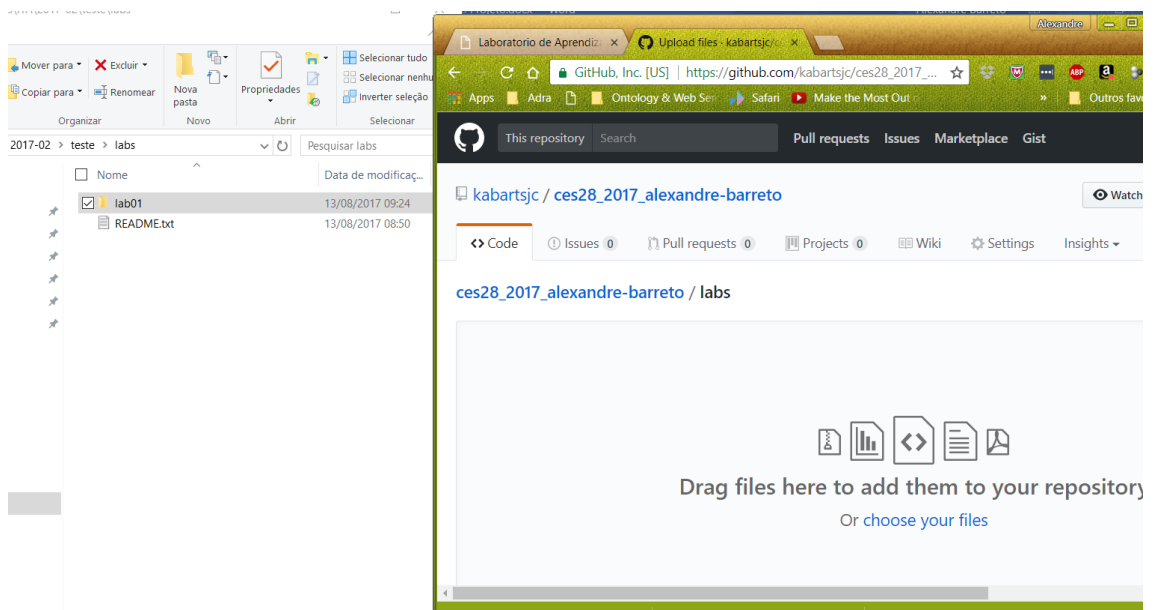 Mover para
Excluir
Copiar para
Renomear
Nova
pasta
Propriedades
Selecionar tudo
Selecionar nenhu
Inverter seleção
Organizar
Novo
Abrir
Selecionar
2017-02 > teste > labs
Pesquisar labs
Nome
Data de modificaç...
lab01
13/08/2017 09:24
README.txt
13/08/2017 08:50
Alexandre
Laboratorio de Aprendiz
Upload files · kabartsjc/c
GitHub, Inc. [US] | https://github.com/kabartsjc/ces28_2017_...
ABP
a
Apps
Adra
Ontology & Web Sem
Safari
Make the Most Out o
»
Outros fav
This repository
Search
Pull requests
Issues
Marketplace
Gist
kabartsjc / ces28_2017_alexandre-barreto
Watch
<> Code
Issues 0
Pull requests 0
Projects 0
Wiki
Settings
Insights
ces28_2017_alexandre-barreto / labs
Drag files here to add them to your repository
Or choose your files